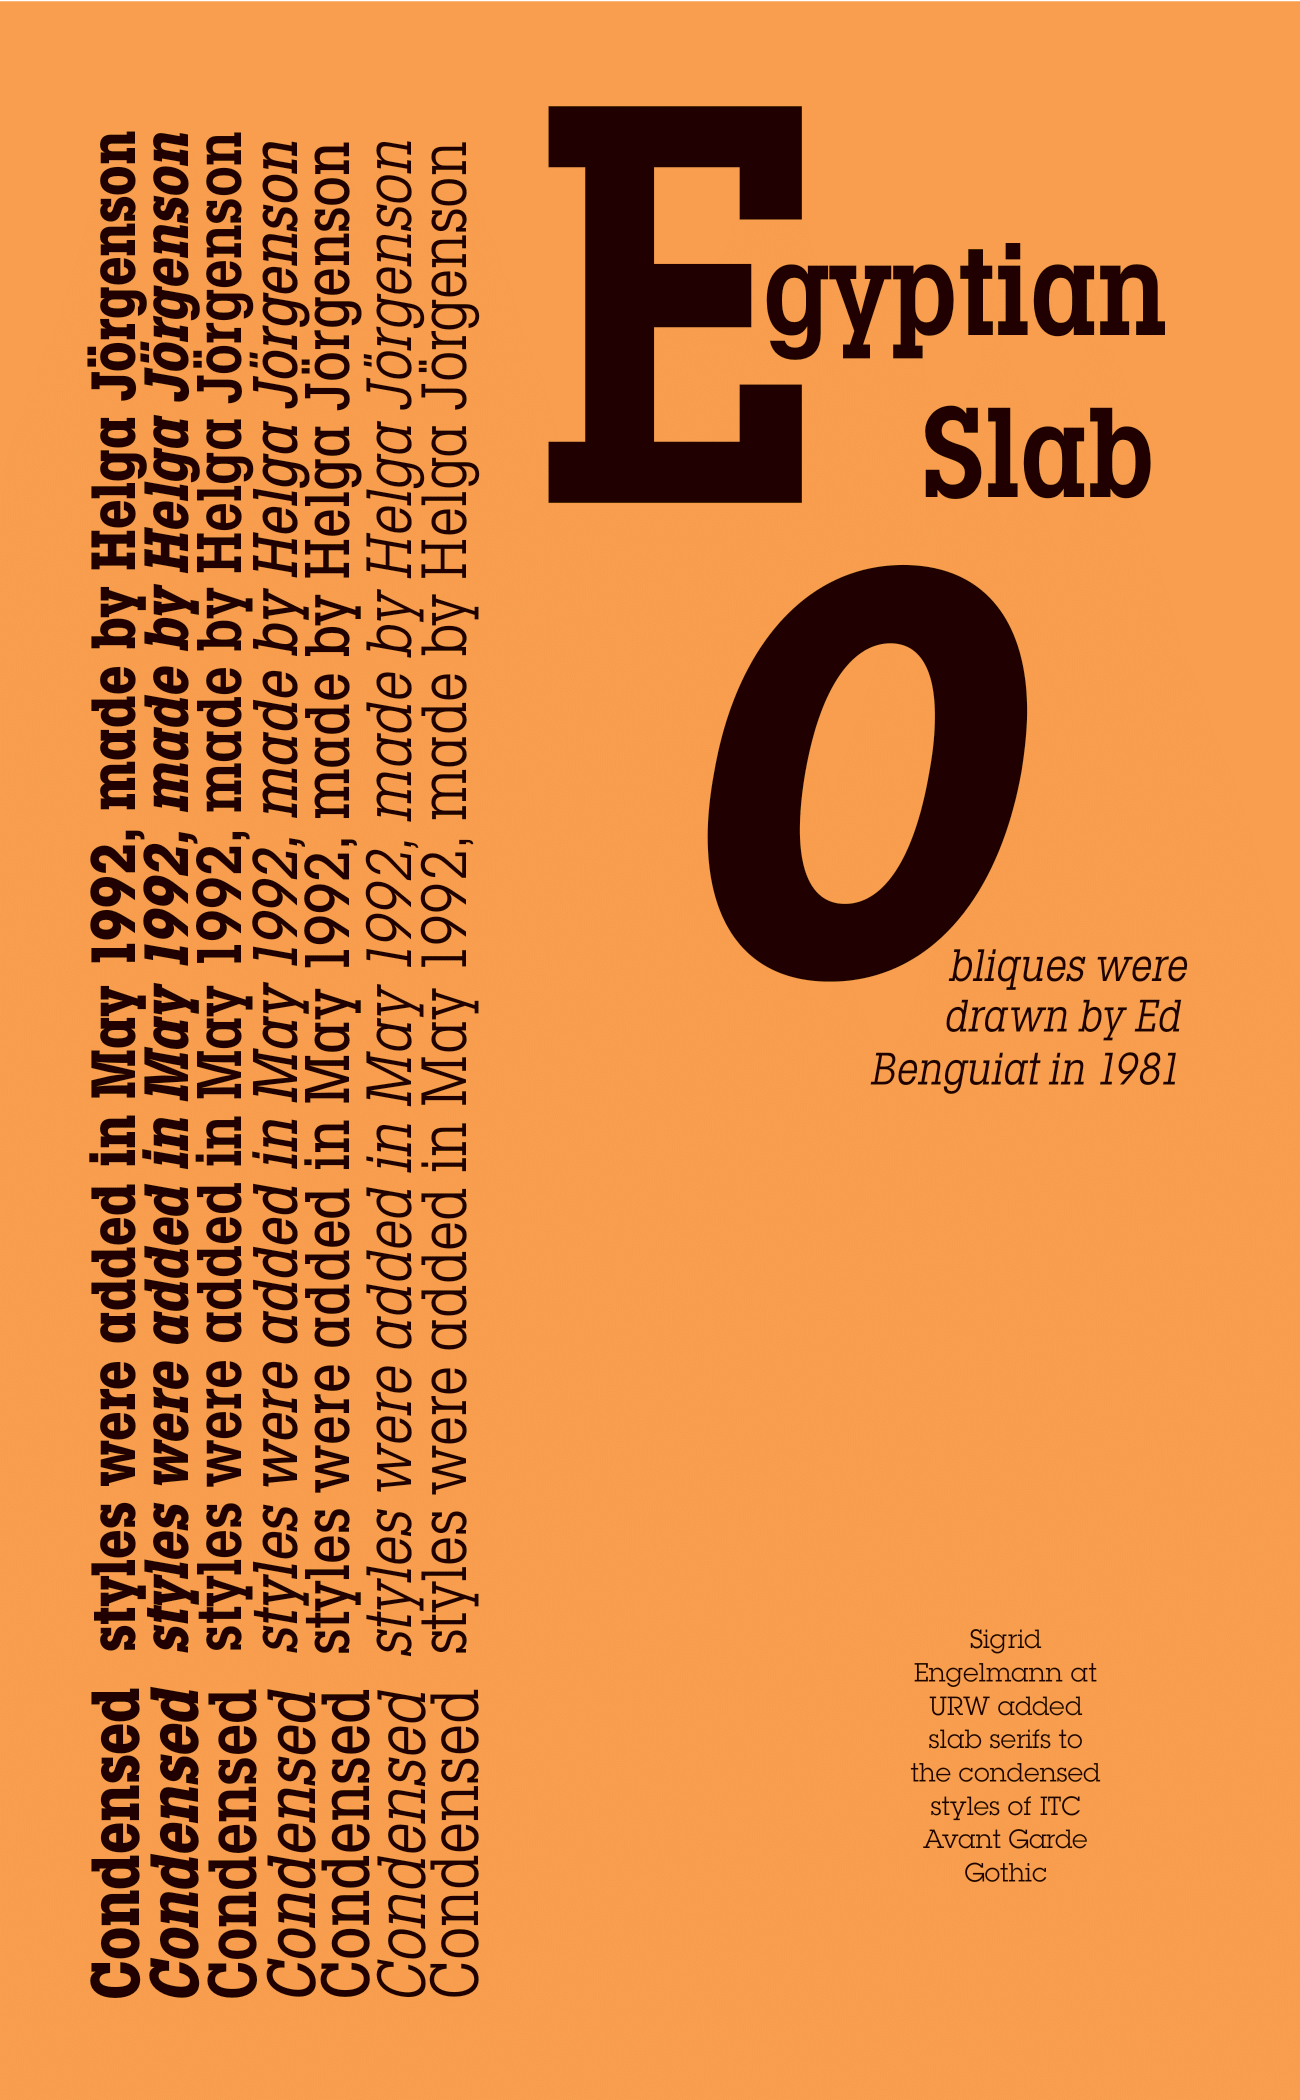 Condensed styles were added in May 1992, made by Helga Jörgenson
Condensed styles were added in May 1992, made by Helga Jörgenson
Condensed styles were added in May 1992, made by Helga Jörgenson
Condensed styles were added in May 1992, made by Helga Jörgenson
Condensed styles were added in May 1992, made by Helga Jörgenson
Condensed styles were added in May 1992, made by Helga Jörgenson
Condensed styles were added in May 1992, made by Helga Jörgenson
Egyptian
Slab
Obliques were
drawn by Ed
Benguiat in 1981
Sigrid
Engelmann at
URW added
slab serifs to
the condensed
styles of ITC
Avant Garde
Gothic